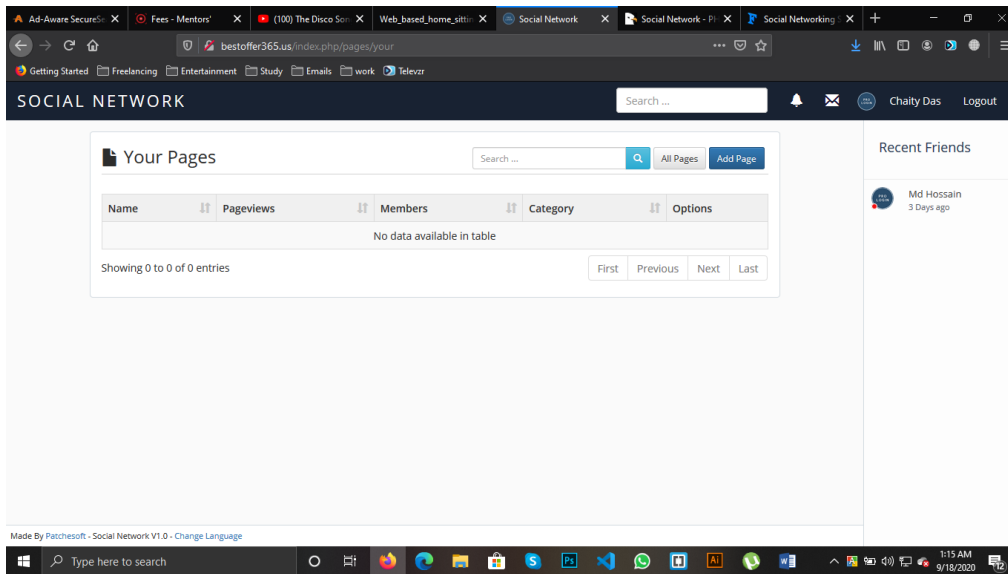 Ad-Aware SecureSe
Fees - Mentors'
(100) The Disco Son
Web_based_home_sittin
Social Network
Social Network - PH
Social Networking S
bestoffer365.us/index.php/pages/your
Getting Started Freelancing Entertainment Study Emails work Televzr
SOCIAL NETWORK
Search ...
Chaity Das
Logout
Your Pages
Search ...
All Pages
Add Page
Name Pageviews Members Category Options
No data available in table
Showing 0 to 0 of 0 entries
First Previous Next Last
Recent Friends
Md Hossain
3 Days ago
Made By Patchesoft - Social Network V1.0 - Change Language
Type here to search
1:15 AM
9/18/2020